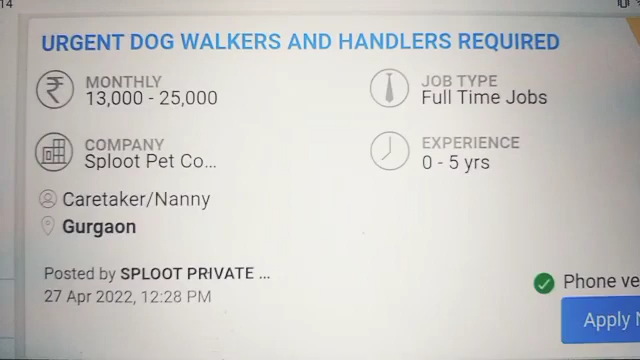 14
URGENT DOG WALKERS AND HANDLERS REQUIRED
MONTHLY
13,000 - 25,000
JOB TYPE
Full Time Jobs
COMPANY
Sploot Pet Co...
EXPERIENCE
0 - 5 yrs
Caretaker/Nanny
Gurgaon
Posted by SPLOOT PRIVATE ...
27 Apr 2022, 12:28 PM
Phone ve
Apply N